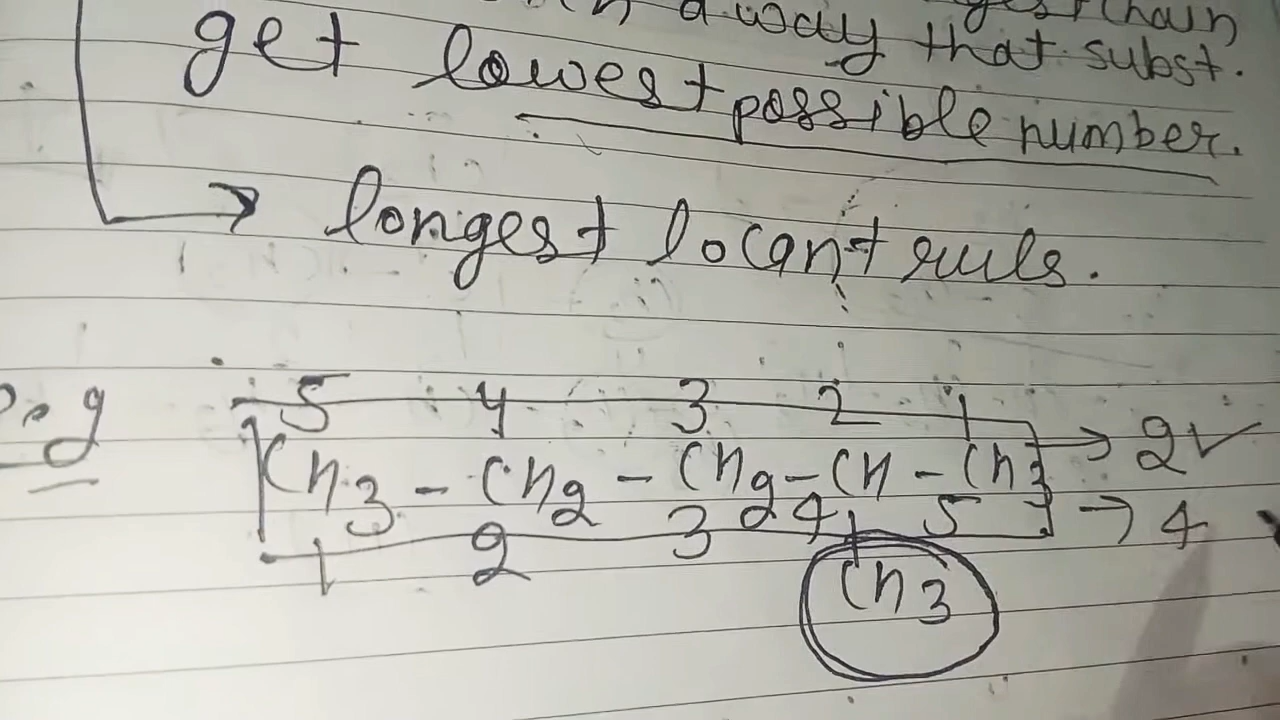 a way that subst.
get lowest possible number.
longest locant rule.
e.g 5 4 3 2 1
CH3 - CH2 - CH2 - CH - CH3 → 2 ✓
1 2 3 4 5 → 4
CH3